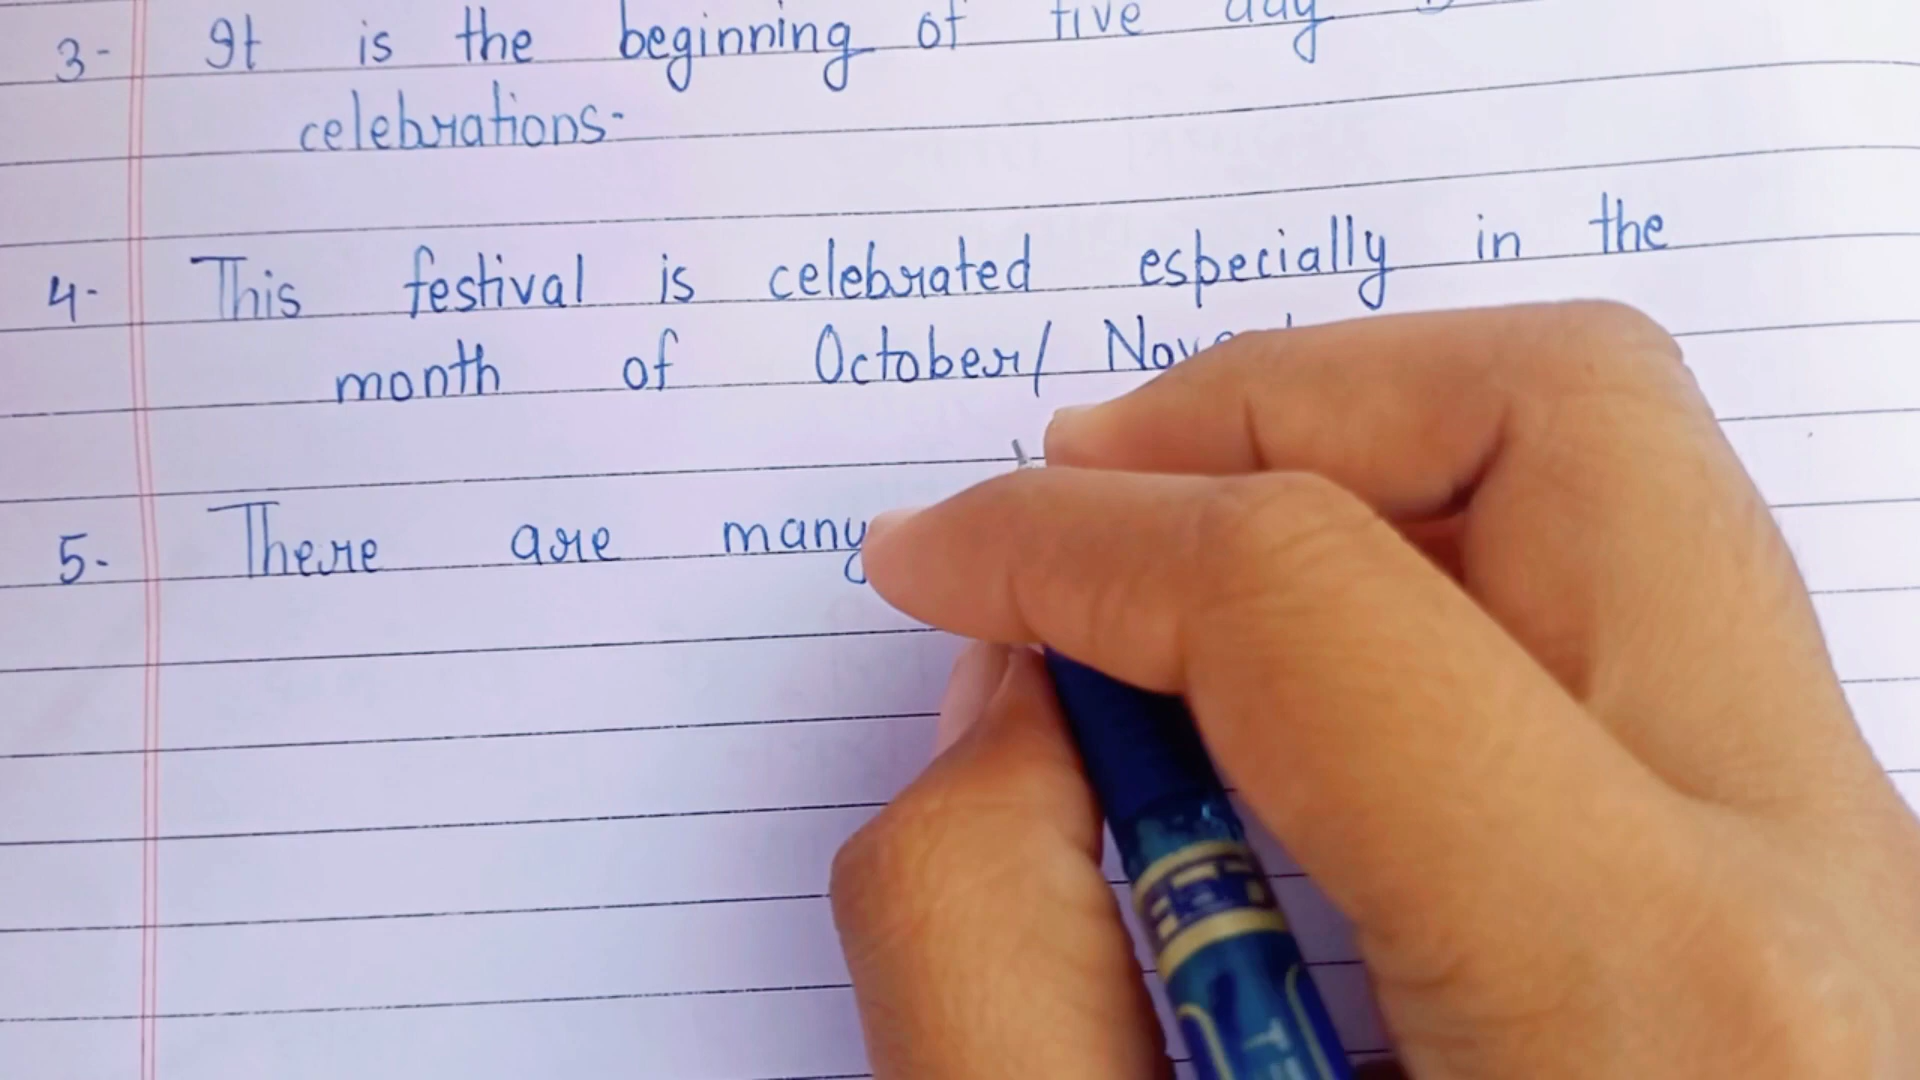 3- It is the beginning of five day
celebrations-
4- This festival is celebrated especially in the
month of October/
5- There are many